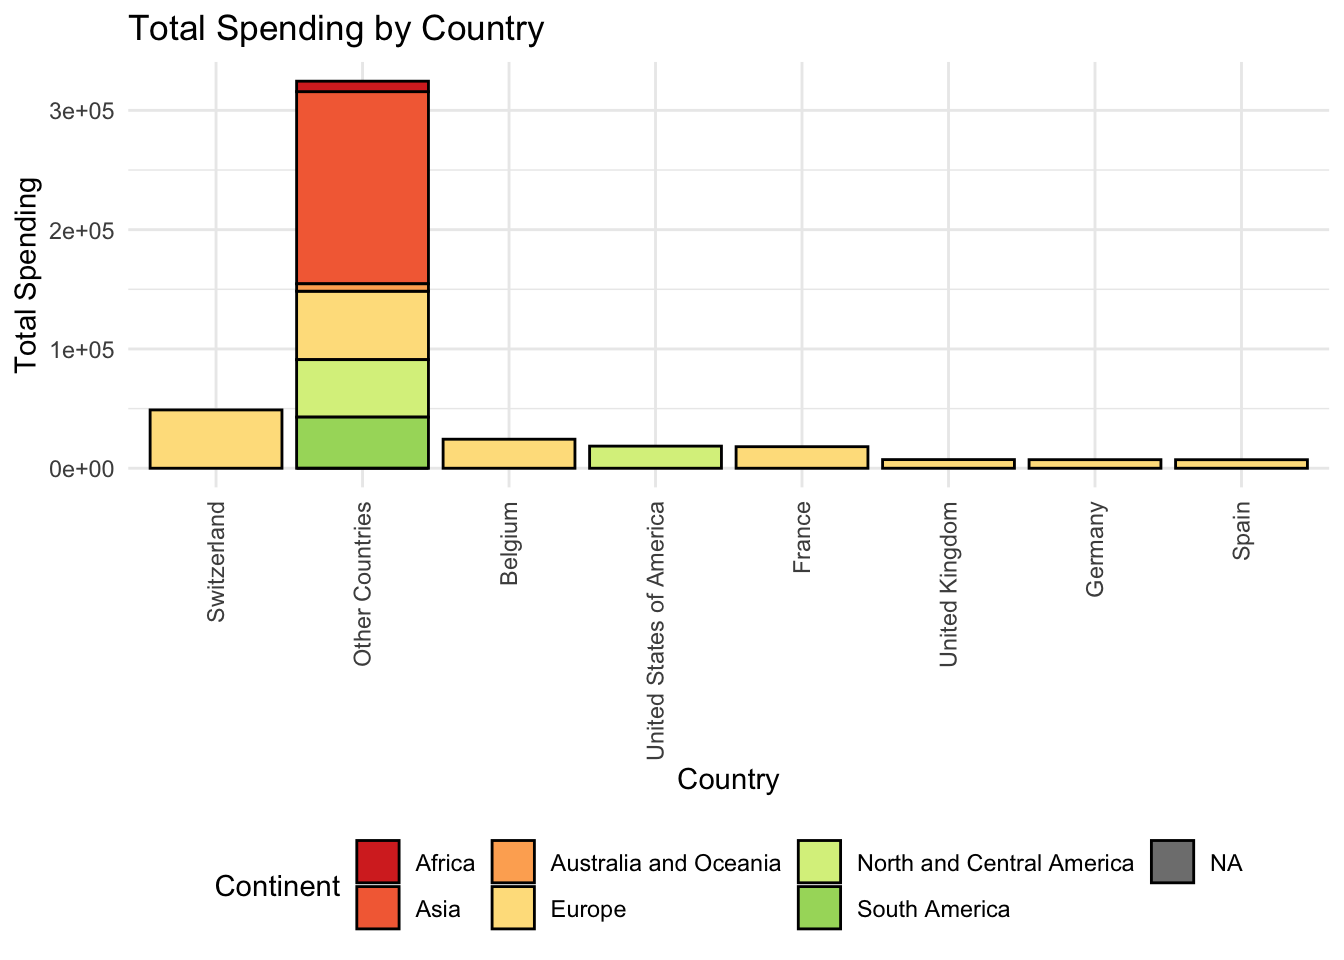 Total Spending by Country
Total Spending
3e+05
2e+05
1e+05
0e+00
Switzerland
Other Countries
Belgium
United States of America
France
United Kingdom
Germany
Spain
Country
Continent
Africa
Australia and Oceania
North and Central America
NA
Asia
Europe
South America